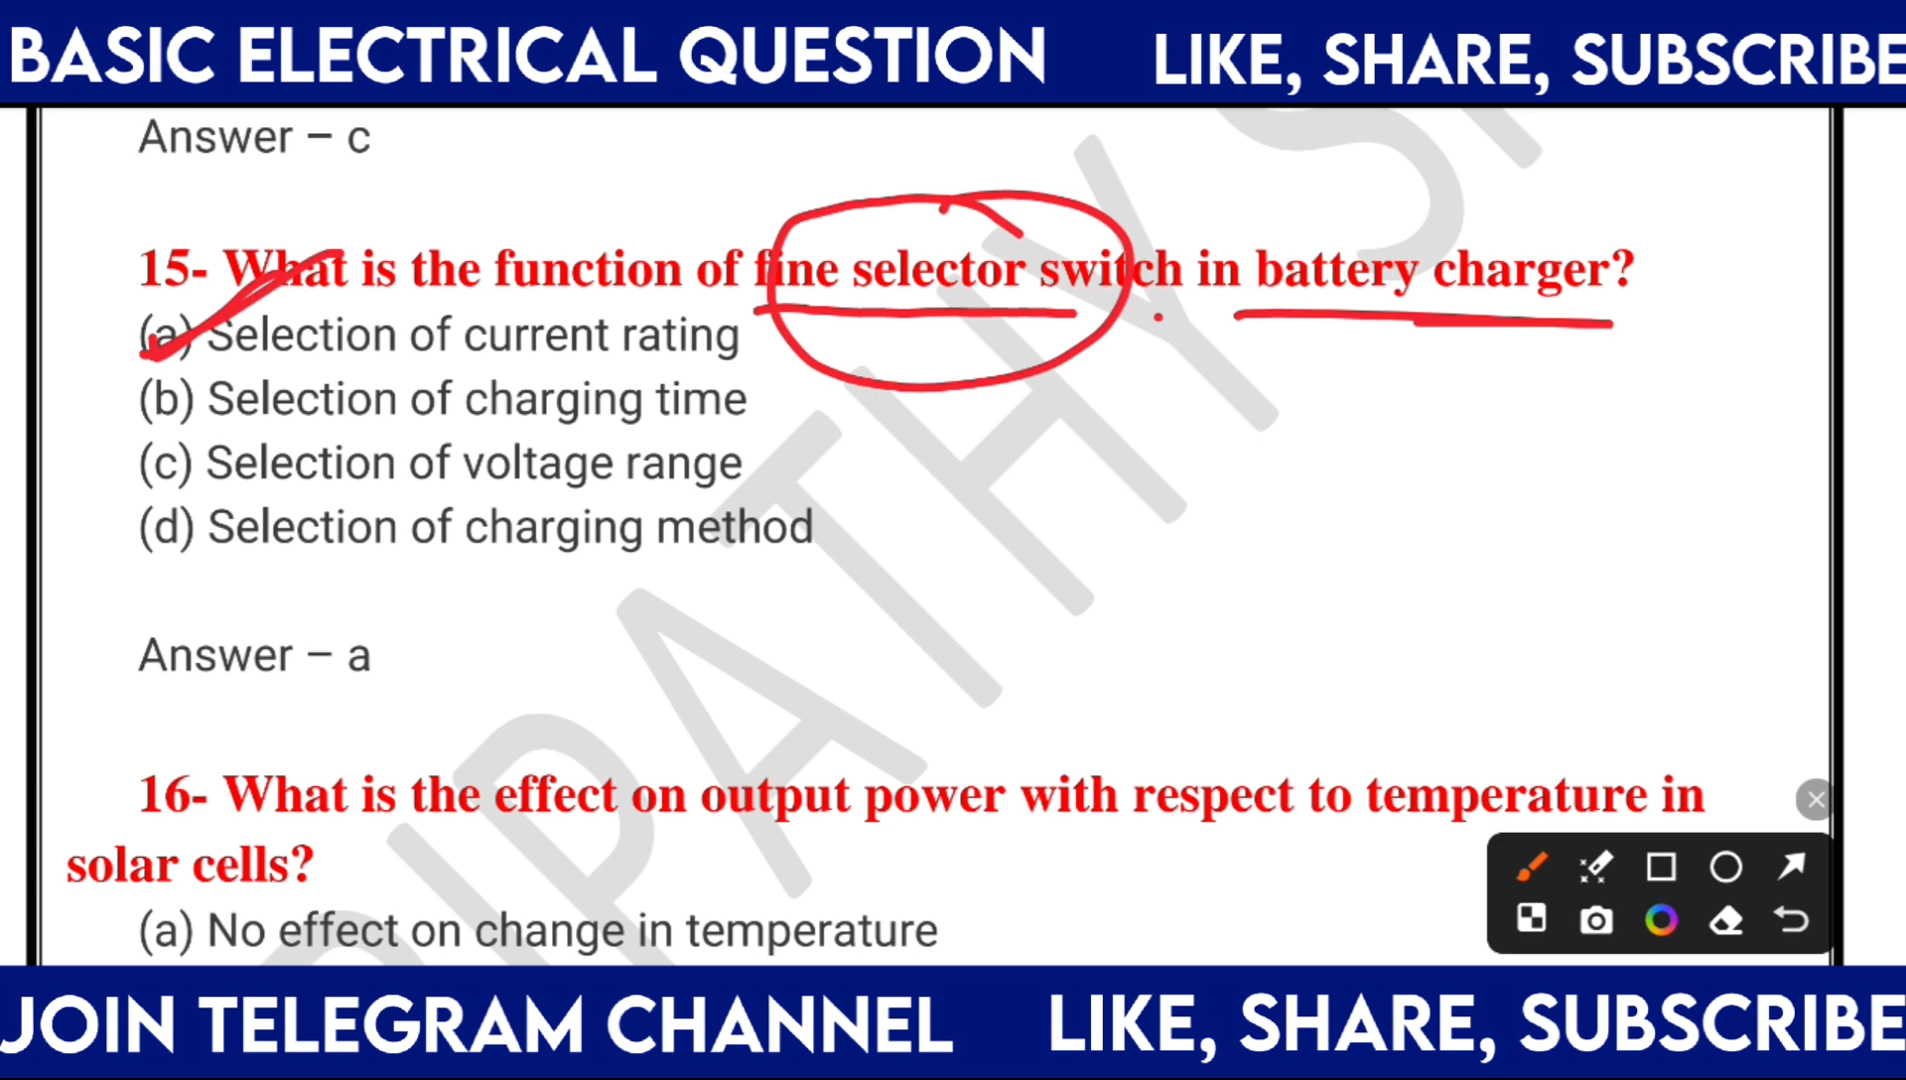 BASIC ELECTRICAL QUESTION LIKE, SHARE, SUBSCRIBE
Answer – c
15- What is the function of fine selector switch in battery charger?
(a) Selection of current rating
(b) Selection of charging time
(c) Selection of voltage range
(d) Selection of charging method
Answer – a
16- What is the effect on output power with respect to temperature in
solar cells?
(a) No effect on change in temperature
JOIN TELEGRAM CHANNEL LIKE, SHARE, SUBSCRIBE